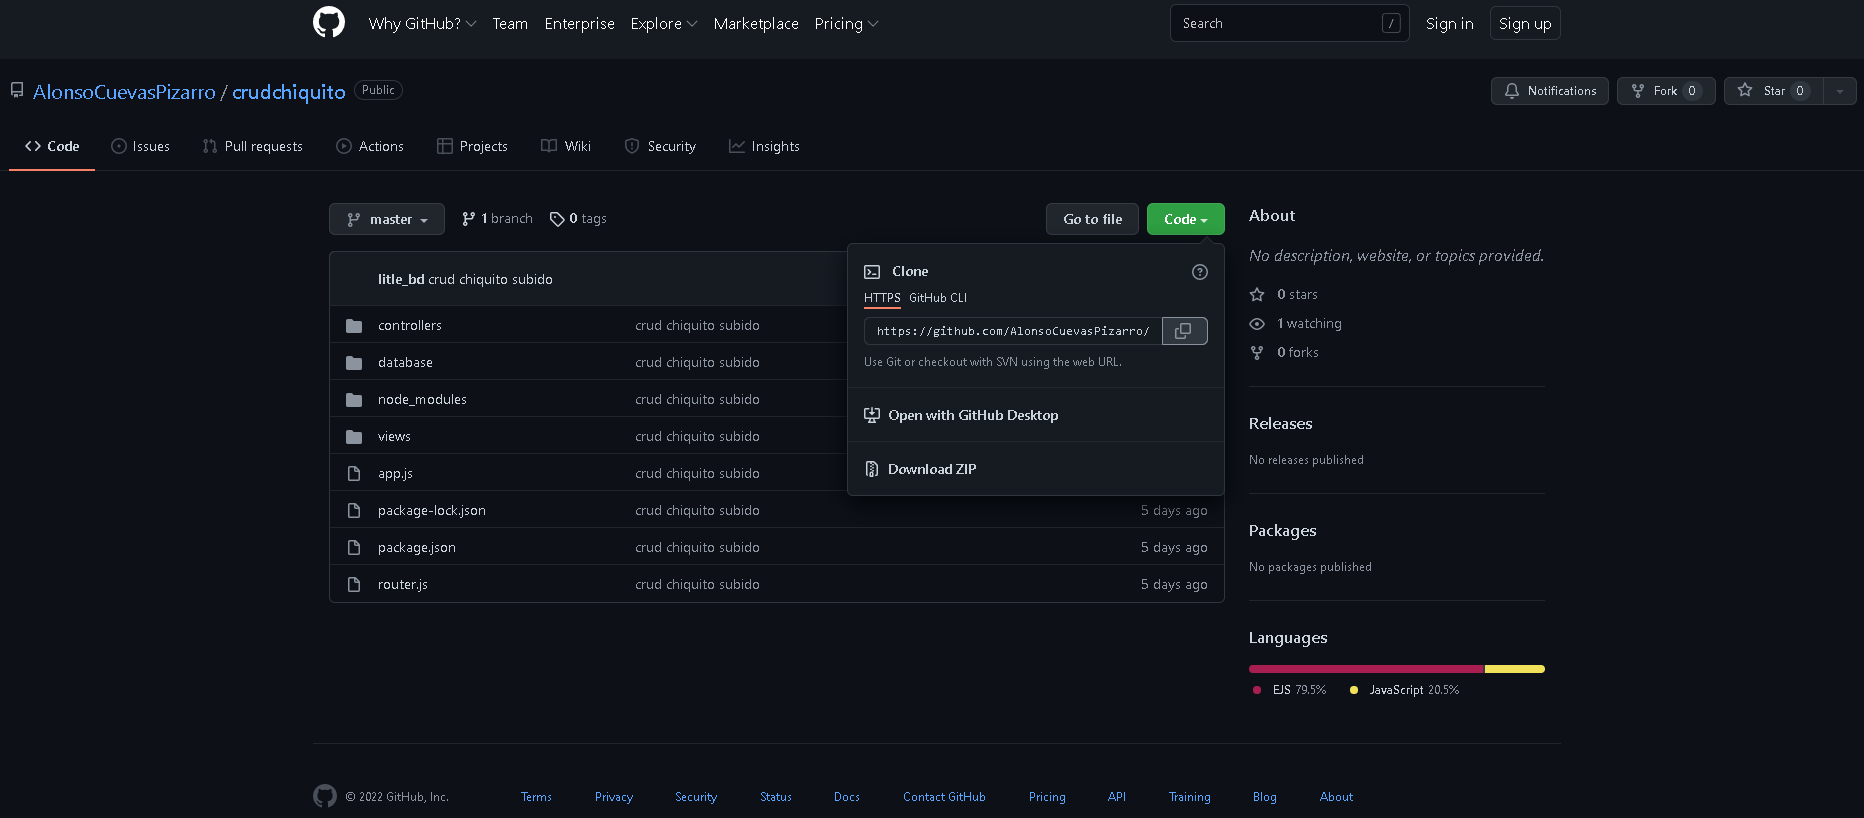 Why GitHub? Team Enterprise Explore Marketplace Pricing Search / Sign in Sign up
AlonsoCuevasPizarro / crudchiquito Public Notifications Fork 0 Star 0
Code Issues Pull requests Actions Projects Wiki Security Insights
master 1 branch 0 tags Go to file Code
litle_bd crud chiquito subido
controllers crud chiquito subido
database crud chiquito subido
node_modules crud chiquito subido
views crud chiquito subido
app.js crud chiquito subido
package-lock.json crud chiquito subido 5 days ago
package.json crud chiquito subido 5 days ago
router.js crud chiquito subido 5 days ago
Clone
HTTPS GitHub CLI
https://github.com/AlonsoCuevasPizarro/
Use Git or checkout with SVN using the web URL.
Open with GitHub Desktop
Download ZIP
About
No description, website, or topics provided.
0 stars
1 watching
0 forks
Releases
No releases published
Packages
No packages published
Languages
EJS 79.5% JavaScript 20.5%
© 2022 GitHub, Inc. Terms Privacy Security Status Docs Contact GitHub Pricing API Training Blog About